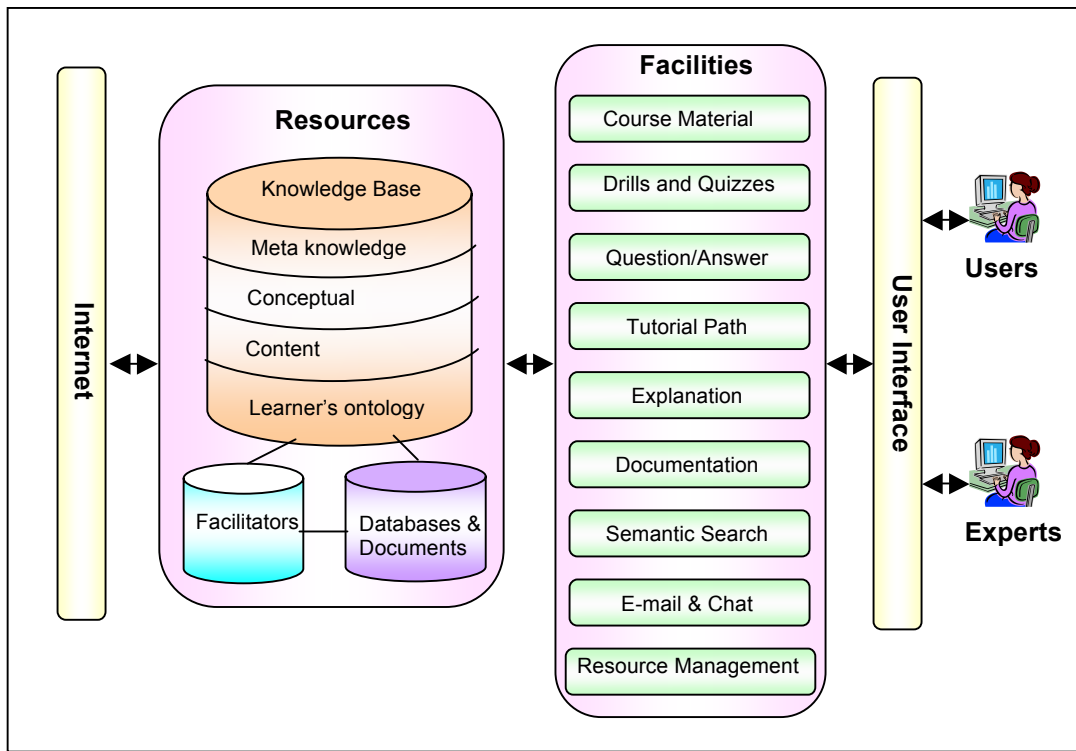 Internet
Resources
Knowledge Base
Meta knowledge
Conceptual
Content
Learner's ontology
Facilitators
Databases &
Documents
Facilities
Course Material
Drills and Quizzes
Question/Answer
Tutorial Path
Explanation
Documentation
Semantic Search
E-mail & Chat
Resource Management
User Interface
Users
Experts